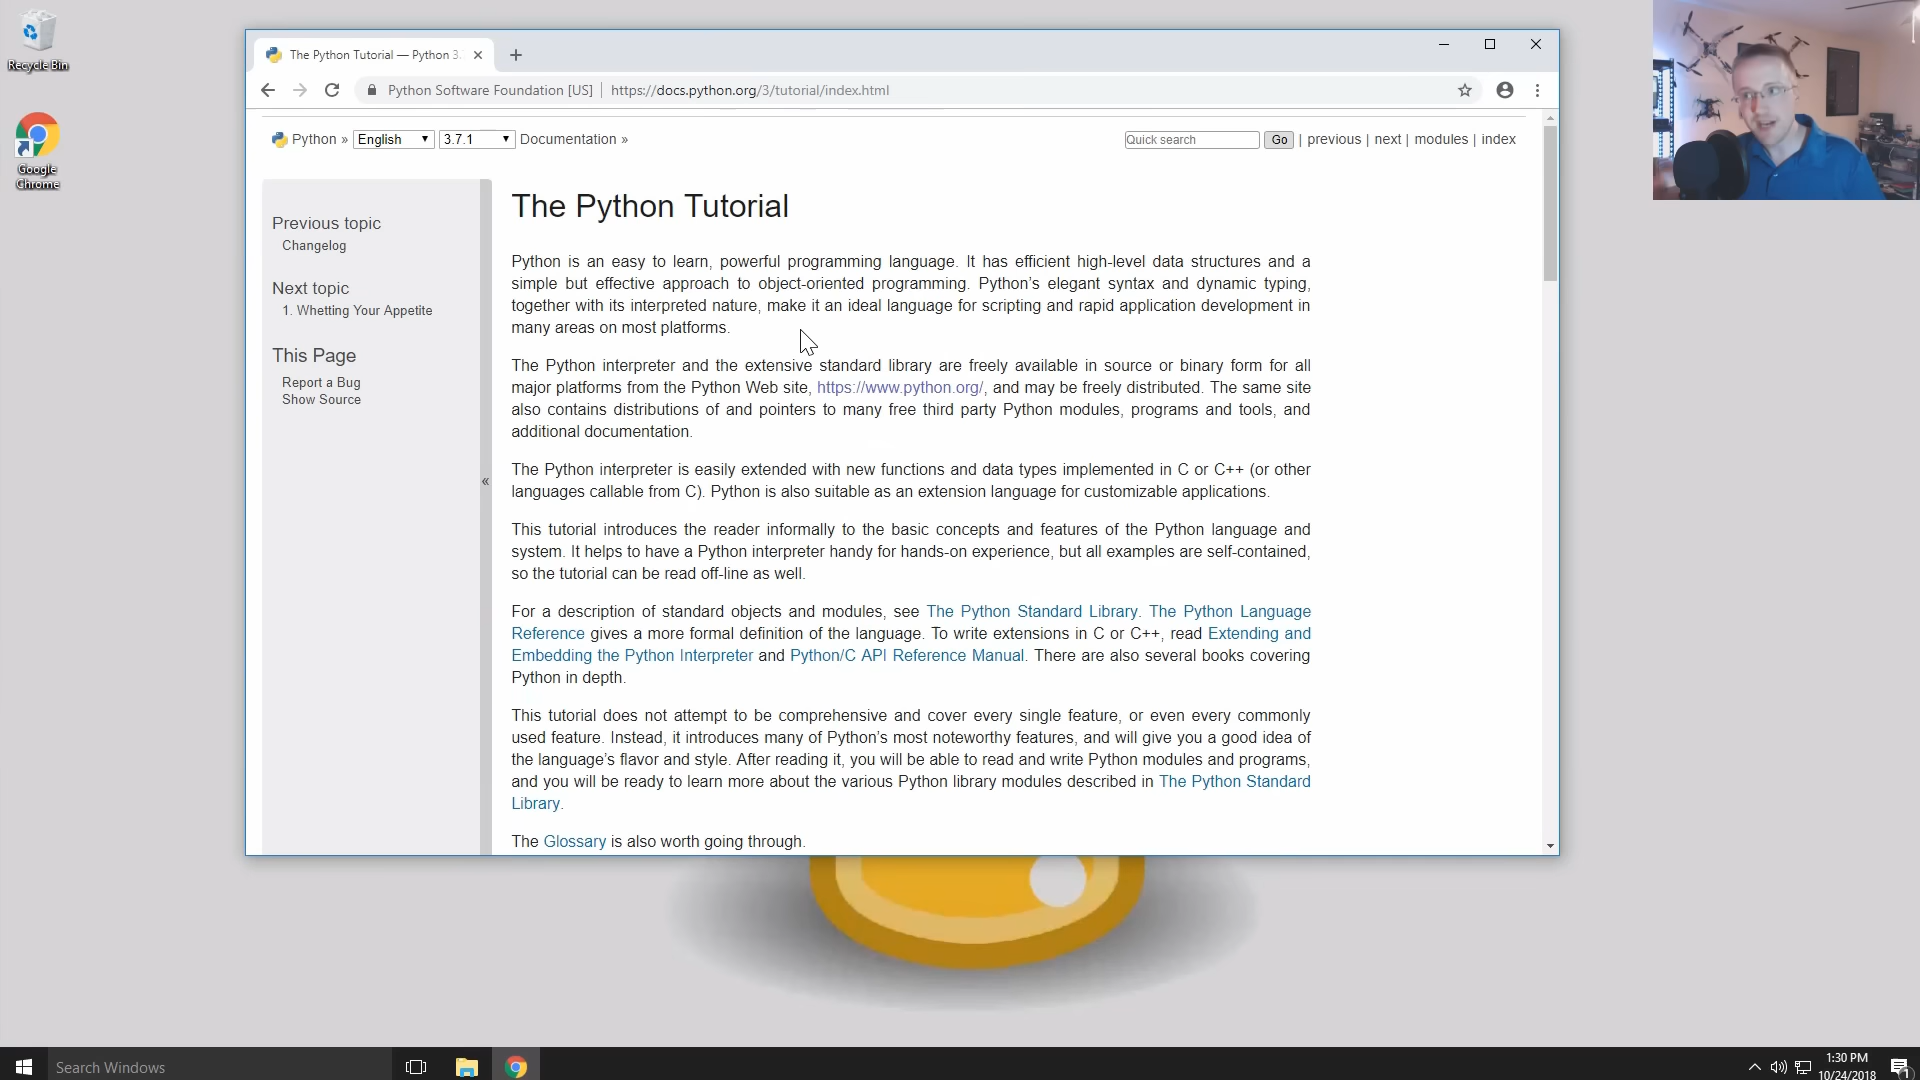 Recycle Bin
Google
Chrome
The Python Tutorial — Python 3.
Python Software Foundation [US] | https://docs.python.org/3/tutorial/index.html
Python » English 3.7.1 Documentation »
Quick search Go | previous | next | modules | index
Previous topic
Changelog
Next topic
1. Whetting Your Appetite
This Page
Report a Bug
Show Source
«
The Python Tutorial
Python is an easy to learn, powerful programming language. It has efficient high-level data structures and a
simple but effective approach to object-oriented programming. Python’s elegant syntax and dynamic typing,
together with its interpreted nature, make it an ideal language for scripting and rapid application development in
many areas on most platforms.
The Python interpreter and the extensive standard library are freely available in source or binary form for all
major platforms from the Python Web site, https://www.python.org/, and may be freely distributed. The same site
also contains distributions of and pointers to many free third party Python modules, programs and tools, and
additional documentation.
The Python interpreter is easily extended with new functions and data types implemented in C or C++ (or other
languages callable from C). Python is also suitable as an extension language for customizable applications.
This tutorial introduces the reader informally to the basic concepts and features of the Python language and
system. It helps to have a Python interpreter handy for hands-on experience, but all examples are self-contained,
so the tutorial can be read off-line as well.
For a description of standard objects and modules, see The Python Standard Library. The Python Language
Reference gives a more formal definition of the language. To write extensions in C or C++, read Extending and
Embedding the Python Interpreter and Python/C API Reference Manual. There are also several books covering
Python in depth.
This tutorial does not attempt to be comprehensive and cover every single feature, or even every commonly
used feature. Instead, it introduces many of Python’s most noteworthy features, and will give you a good idea of
the language’s flavor and style. After reading it, you will be able to read and write Python modules and programs,
and you will be ready to learn more about the various Python library modules described in The Python Standard
Library.
The Glossary is also worth going through.
Search Windows
1:30 PM
10/24/2018
1